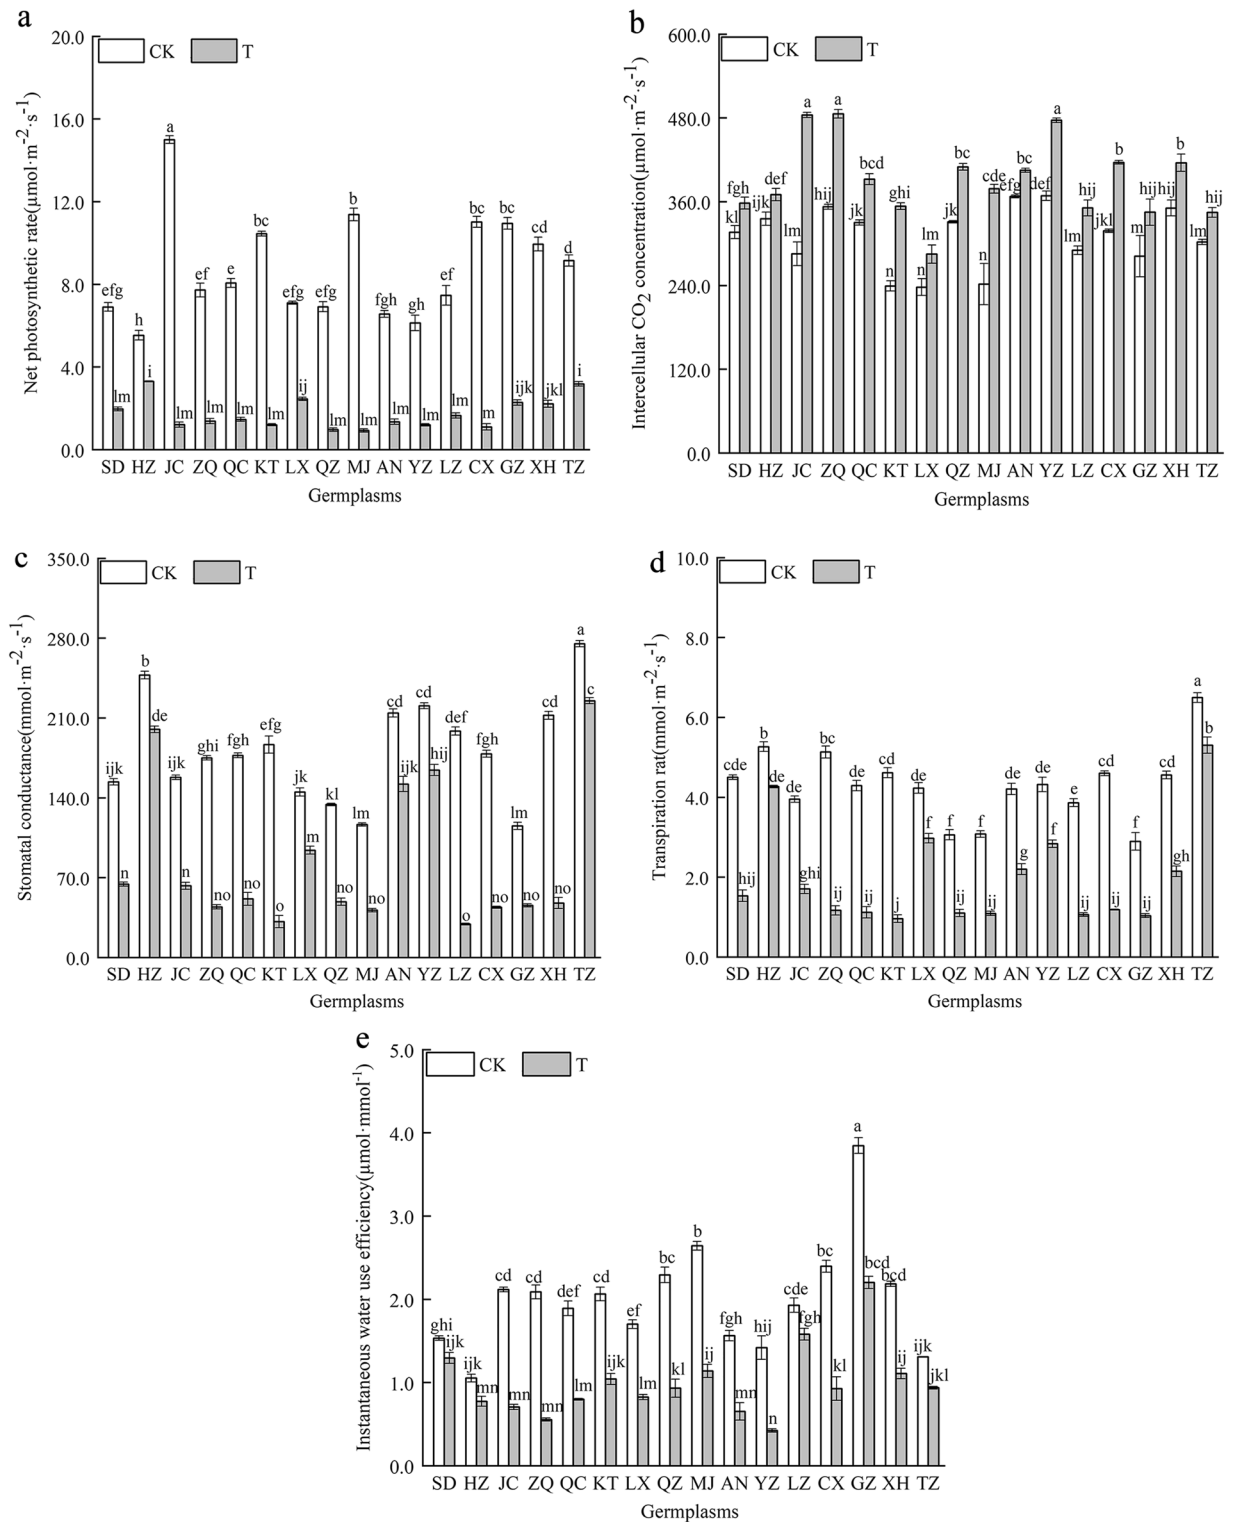 a
20.0
CK T
16.0
12.0
8.0
4.0
0.0
Net photosynthetic rate(μmol·m-2·s-1)
efg lm h i a lm ef lm e lm bc lm efg ij efg lm b lm fgh lm gh lm ef lm bc m bc ijk cd jkl d i
SD HZ JC ZQ QC KT LX QZ MJ AN YZ LZ CX GZ XH TZ
Germplasms
b
600.0
CK T
480.0
360.0
240.0
120.0
0.0
Intercellular CO2 concentration(μmol·m-2·s-1)
kl fgh ijk def lm a hij a jk bcd n ghi n lm jk bc n cde efg bc def a lm hij jkl b m hij hij b lm hij
SD HZ JC ZQ QC KT LX QZ MJ AN YZ LZ CX GZ XH TZ
Germplasms
c
350.0
CK T
280.0
210.0
140.0
70.0
0.0
Stomatal conductance(mmol·m-2·s-1)
ijk n b de ijk n ghi no fgh no efg o jk m kl no lm no cd ijk cd hij def o fgh no lm no cd no a c
SD HZ JC ZQ QC KT LX QZ MJ AN YZ LZ CX GZ XH TZ
Germplasms
d
10.0
CK T
8.0
6.0
4.0
2.0
0.0
Transpiration rat(mmol·m-2·s-1)
cde hij b de de ghi bc ij de ij cd j de f f ij f ij de g de f e ij cd ij f ij cd gh a b
SD HZ JC ZQ QC KT LX QZ MJ AN YZ LZ CX GZ XH TZ
Germplasms
e
5.0
CK T
4.0
3.0
2.0
1.0
0.0
Instantaneous water use efficiency(μmol·mmol-1)
ghi ijk ijk mn cd mn cd mn def lm cd ijk ef lm bc kl b ij fgh mn hij n cde fgh bc kl a bcd bcd ij ijk jkl
SD HZ JC ZQ QC KT LX QZ MJ AN YZ LZ CX GZ XH TZ
Germplasms